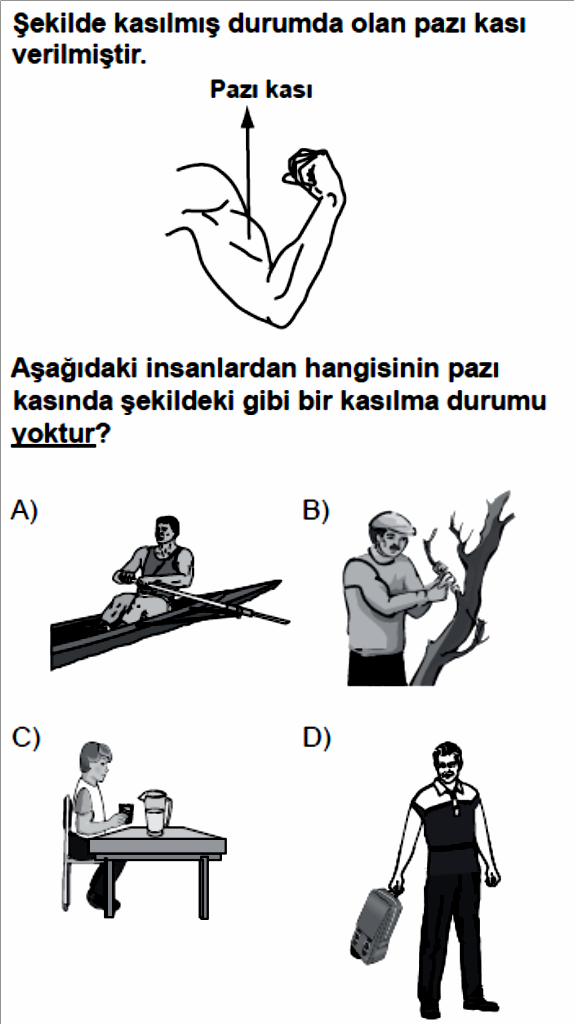 Şekilde kasılmış durumda olan pazı kası
verilmiştir.
Pazı kası
Aşağıdaki insanlardan hangisinin pazı
kasında şekildeki gibi bir kasılma durumu
yoktur?
A)
B)
C)
D)